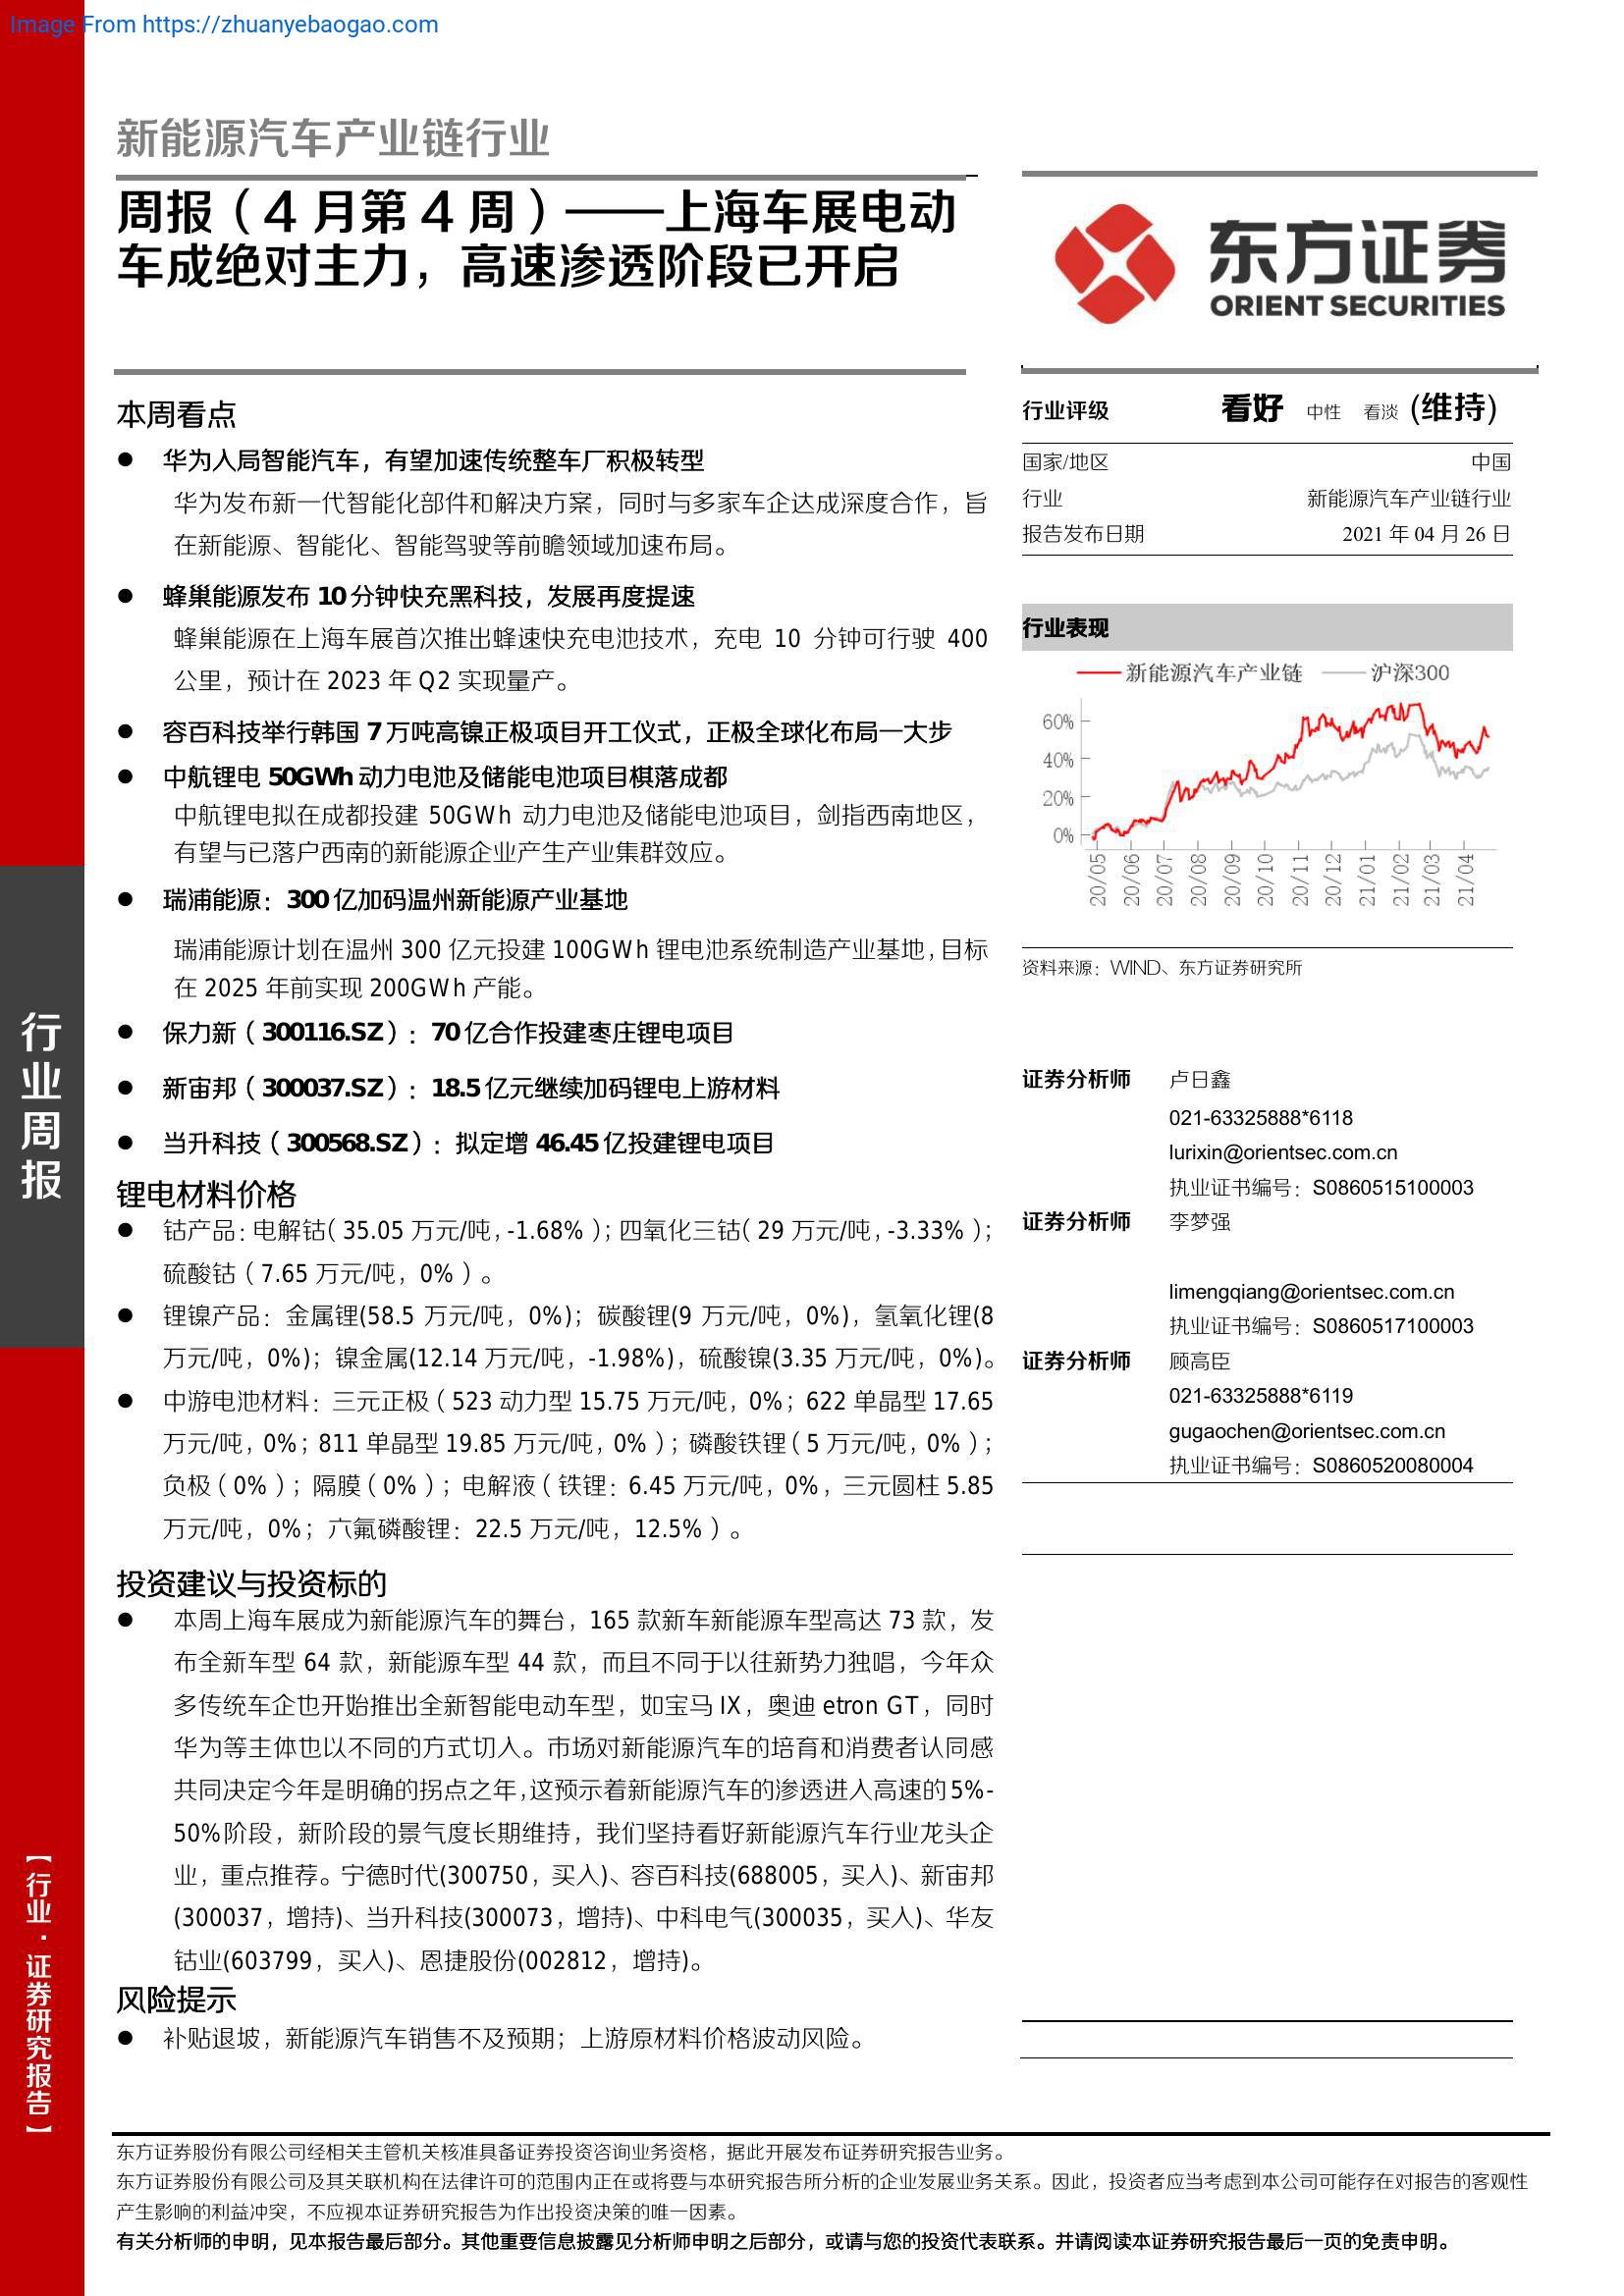 Image From https://zhuanyebaogao.com
新能源汽车产业链行业
周报（4 月第 4 周）——上海车展电动
车成绝对主力，高速渗透阶段已开启
本周看点
● 华为入局智能汽车，有望加速传统整车厂积极转型
华为发布新一代智能化部件和解决方案，同时与多家车企达成深度合作，旨
在新能源、智能化、智能驾驶等前瞻领域加速布局。
● 蜂巢能源发布 10 分钟快充黑科技，发展再度提速
蜂巢能源在上海车展首次推出蜂速快充电池技术，充电 10 分钟可行驶 400
公里，预计在 2023 年 Q2 实现量产。
● 容百科技举行韩国 7 万吨高镍正极项目开工仪式，正极全球化布局一大步
● 中航锂电 50GWh 动力电池及储能电池项目棋落成都
中航锂电拟在成都投建 50GWh 动力电池及储能电池项目，剑指西南地区，
有望与已落户西南的新能源企业产生产业集群效应。
● 瑞浦能源：300 亿加码温州新能源产业基地
瑞浦能源计划在温州 300 亿元投建 100GWh 锂电池系统制造产业基地，目标
在 2025 年前实现 200GWh 产能。
● 保力新（300116.SZ）：70 亿合作投建枣庄锂电项目
● 新宙邦（300037.SZ）：18.5 亿元继续加码锂电上游材料
● 当升科技（300568.SZ）：拟定增 46.45 亿投建锂电项目
锂电材料价格
● 钴产品：电解钴（35.05 万元/吨，-1.68%）；四氧化三钴（29 万元/吨，-3.33%）；
硫酸钴（7.65 万元/吨，0%）。
● 锂镍产品：金属锂(58.5 万元/吨，0%)；碳酸锂(9 万元/吨，0%)，氢氧化锂(8
万元/吨，0%)；镍金属(12.14 万元/吨，-1.98%)，硫酸镍(3.35 万元/吨，0%)。
● 中游电池材料：三元正极（523 动力型 15.75 万元/吨，0%；622 单晶型 17.65
万元/吨，0%；811 单晶型 19.85 万元/吨，0%）；磷酸铁锂（5 万元/吨，0%）；
负极（0%）；隔膜（0%）；电解液（铁锂：6.45 万元/吨，0%，三元圆柱 5.85
万元/吨，0%；六氟磷酸锂：22.5 万元/吨，12.5%）。
投资建议与投资标的
● 本周上海车展成为新能源汽车的舞台，165 款新车新能源车型高达 73 款，发
布全新车型 64 款，新能源车型 44 款，而且不同于以往新势力独唱，今年众
多传统车企也开始推出全新智能电动车型，如宝马 IX，奥迪 etron GT，同时
华为等主体也以不同的方式切入。市场对新能源汽车的培育和消费者认同感
共同决定今年是明确的拐点之年，这预示着新能源汽车的渗透进入高速的 5%-
50%阶段，新阶段的景气度长期维持，我们坚持看好新能源汽车行业龙头企
业，重点推荐。宁德时代(300750，买入)、容百科技(688005，买入)、新宙邦
(300037，增持)、当升科技(300073，增持)、中科电气(300035，买入)、华友
钴业(603799，买入)、恩捷股份(002812，增持)。
风险提示
● 补贴退坡，新能源汽车销售不及预期；上游原材料价格波动风险。
东方证券
ORIENT SECURITIES
行业评级 看好 中性 看淡 (维持)
国家/地区 中国
行业 新能源汽车产业链行业
报告发布日期 2021 年 04 月 26 日
行业表现
新能源汽车产业链 沪深300
60%
40%
20%
0%
20/05 20/06 20/07 20/08 20/09 20/10 20/11 20/12 21/01 21/02 21/03 21/04
资料来源：WIND、东方证券研究所
证券分析师 卢日鑫
021-63325888*6118
lurixin@orientsec.com.cn
执业证书编号：S0860515100003
证券分析师 李梦强
limengqiang@orientsec.com.cn
执业证书编号：S0860517100003
证券分析师 顾高臣
021-63325888*6119
gugaochen@orientsec.com.cn
执业证书编号：S0860520080004
行业周报
【行业·证券研究报告】
东方证券股份有限公司经相关主管机关核准具备证券投资咨询业务资格，据此开展发布证券研究报告业务。
东方证券股份有限公司及其关联机构在法律许可的范围内正在或将要与本研究报告所分析的企业发展业务关系。因此，投资者应当考虑到本公司可能存在对报告的客观性
产生影响的利益冲突，不应视本证券研究报告为作出投资决策的唯一因素。
有关分析师的申明，见本报告最后部分。其他重要信息披露见分析师申明之后部分，或请与您的投资代表联系。并请阅读本证券研究报告最后一页的免责申明。